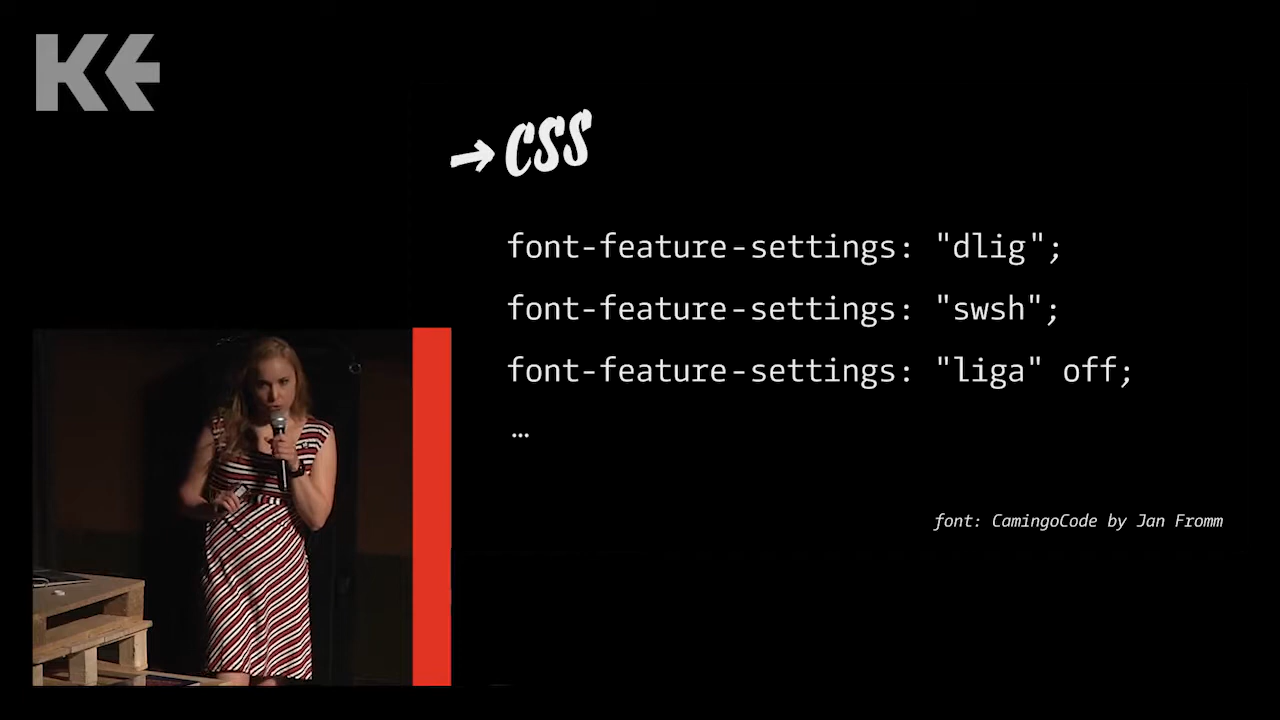 KE
→ CSS
font-feature-settings: "dlig";
font-feature-settings: "swsh";
font-feature-settings: "liga" off;
…
font: CamingoCode by Jan Fromm